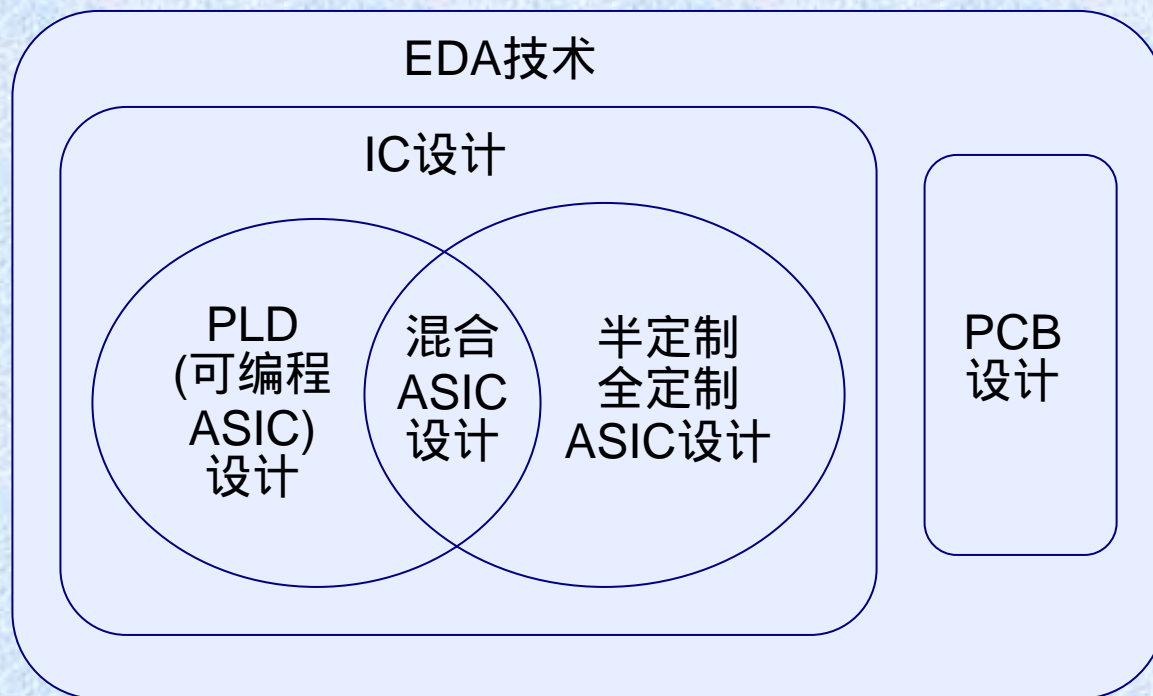 EDA技术
IC设计
PLD
(可编程
ASIC)
设计
混合
ASIC
设计
半定制
全定制
ASIC设计
PCB
设计